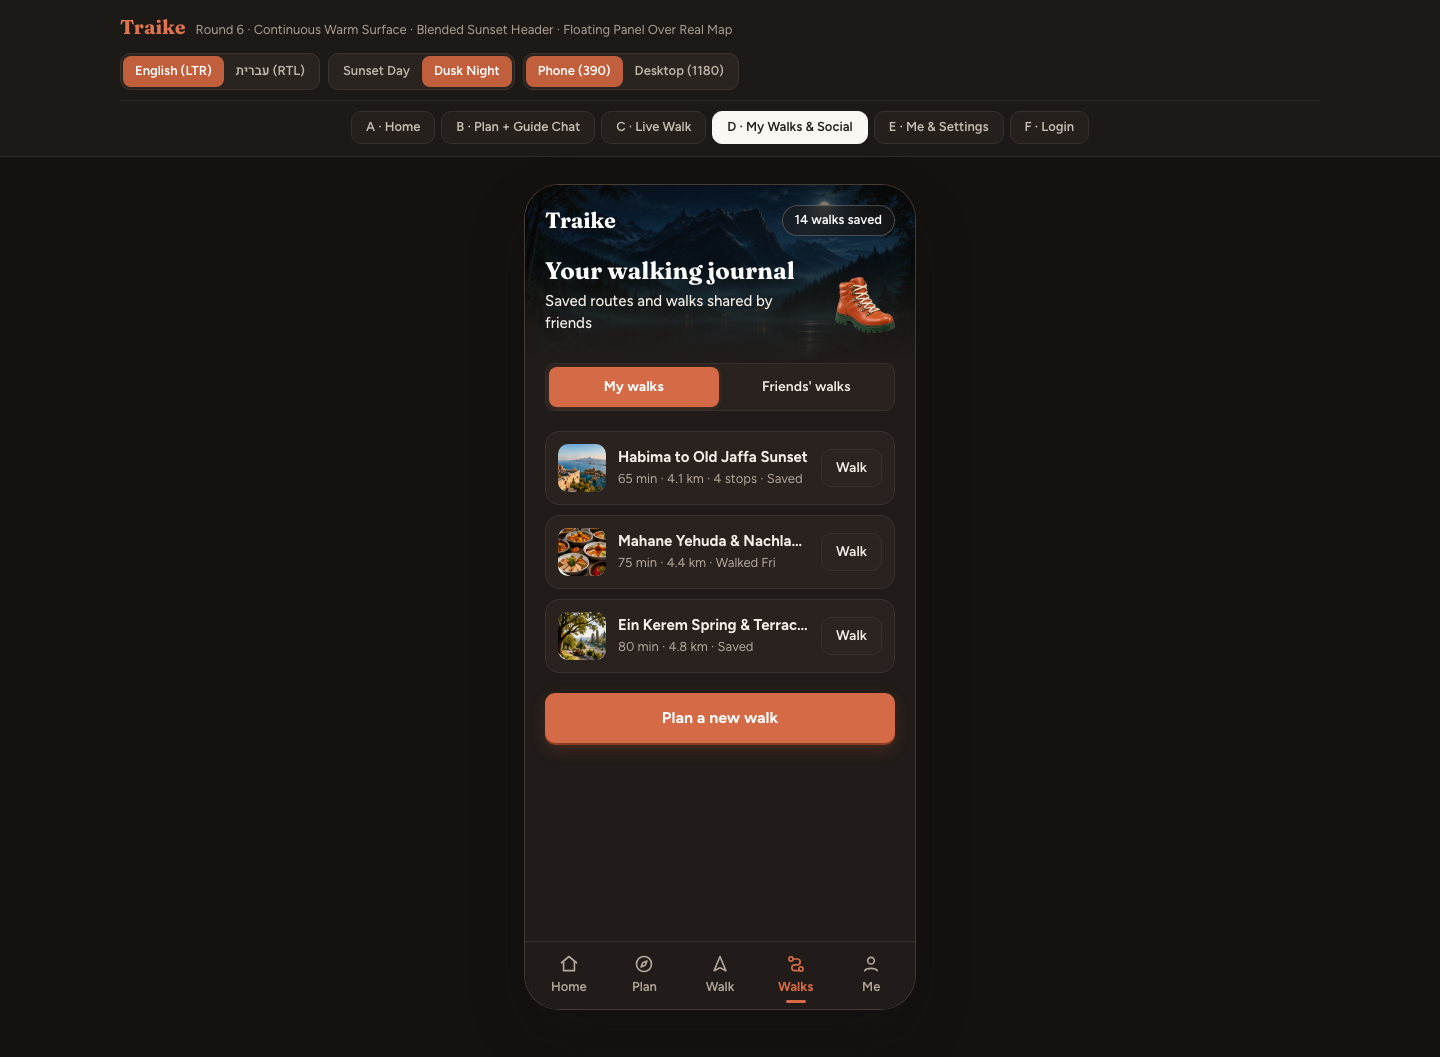 Traike Round 6 · Continuous Warm Surface · Blended Sunset Header · Floating Panel Over Real Map
English (LTR) עברית (RTL) Sunset Day Dusk Night Phone (390) Desktop (1180)
A · Home B · Plan + Guide Chat C · Live Walk D · My Walks & Social E · Me & Settings F · Login
Traike 14 walks saved
Your walking journal
Saved routes and walks shared by
friends
My walks Friends' walks
Habima to Old Jaffa Sunset
65 min · 4.1 km · 4 stops · Saved
Walk
Mahane Yehuda & Nachla...
75 min · 4.4 km · Walked Fri
Walk
Ein Kerem Spring & Terrac...
80 min · 4.8 km · Saved
Walk
Plan a new walk
Home Plan Walk Walks Me